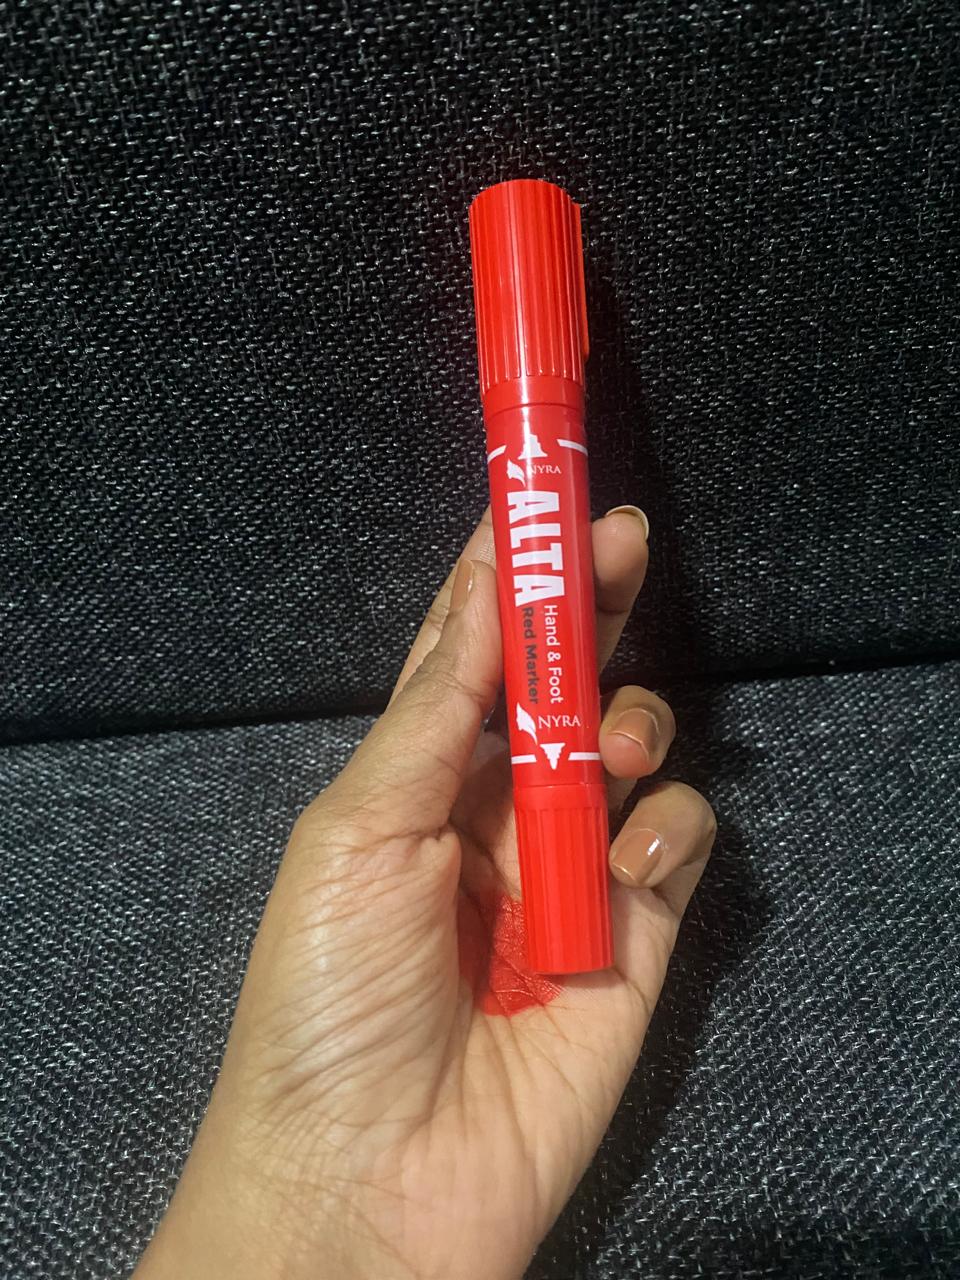 NYRA
ALTA
Hand & Foot
Red Marker
NYRA